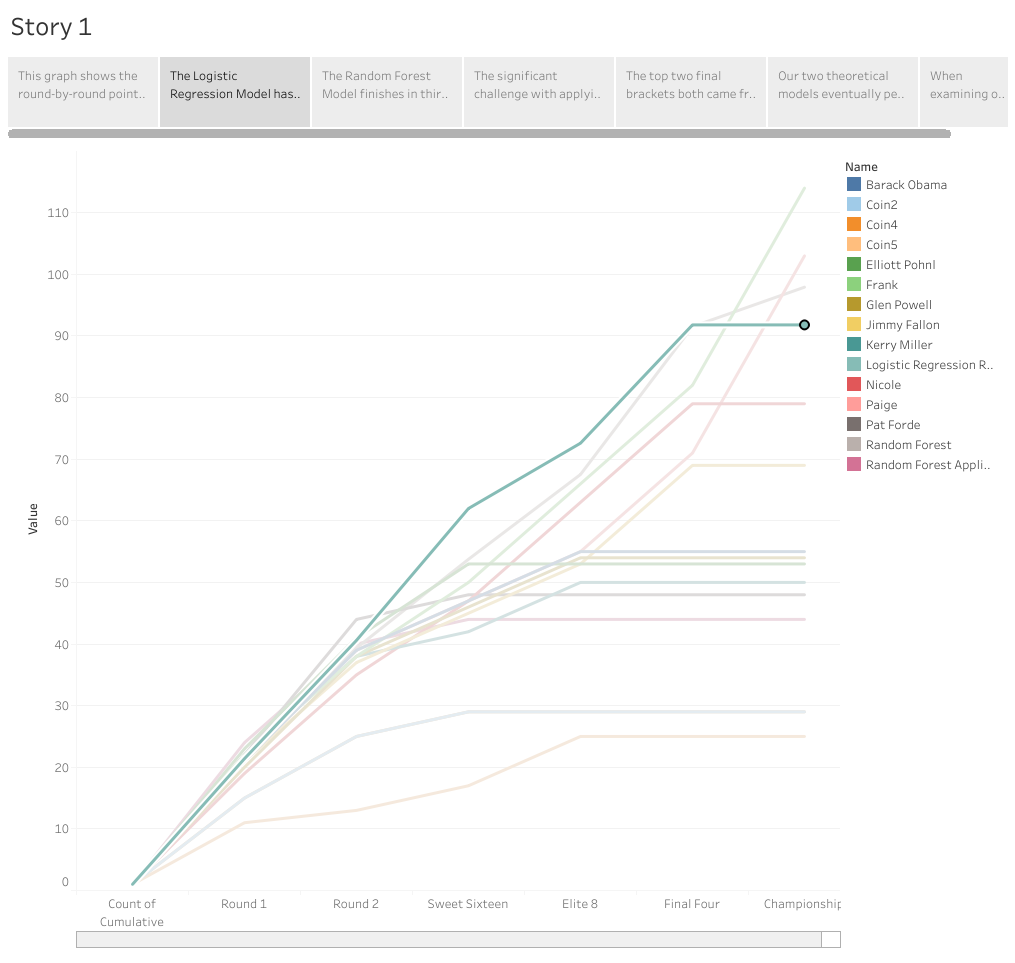 Story 1
This graph shows the
round-by-round point..
The Logistic
Regression Model has..
The Random Forest
Model finishes in thir..
The significant
challenge with applyi..
The top two final
brackets both came fr..
Our two theoretical
models eventually pe..
When
examining o..
Value
110
100
90
80
70
60
50
40
30
20
10
0
Count of
Cumulative
Round 1
Round 2
Sweet Sixteen
Elite 8
Final Four
Championship
Name
Barack Obama
Coin2
Coin4
Coin5
Elliott Pohnl
Frank
Glen Powell
Jimmy Fallon
Kerry Miller
Logistic Regression R..
Nicole
Paige
Pat Forde
Random Forest
Random Forest Appli..